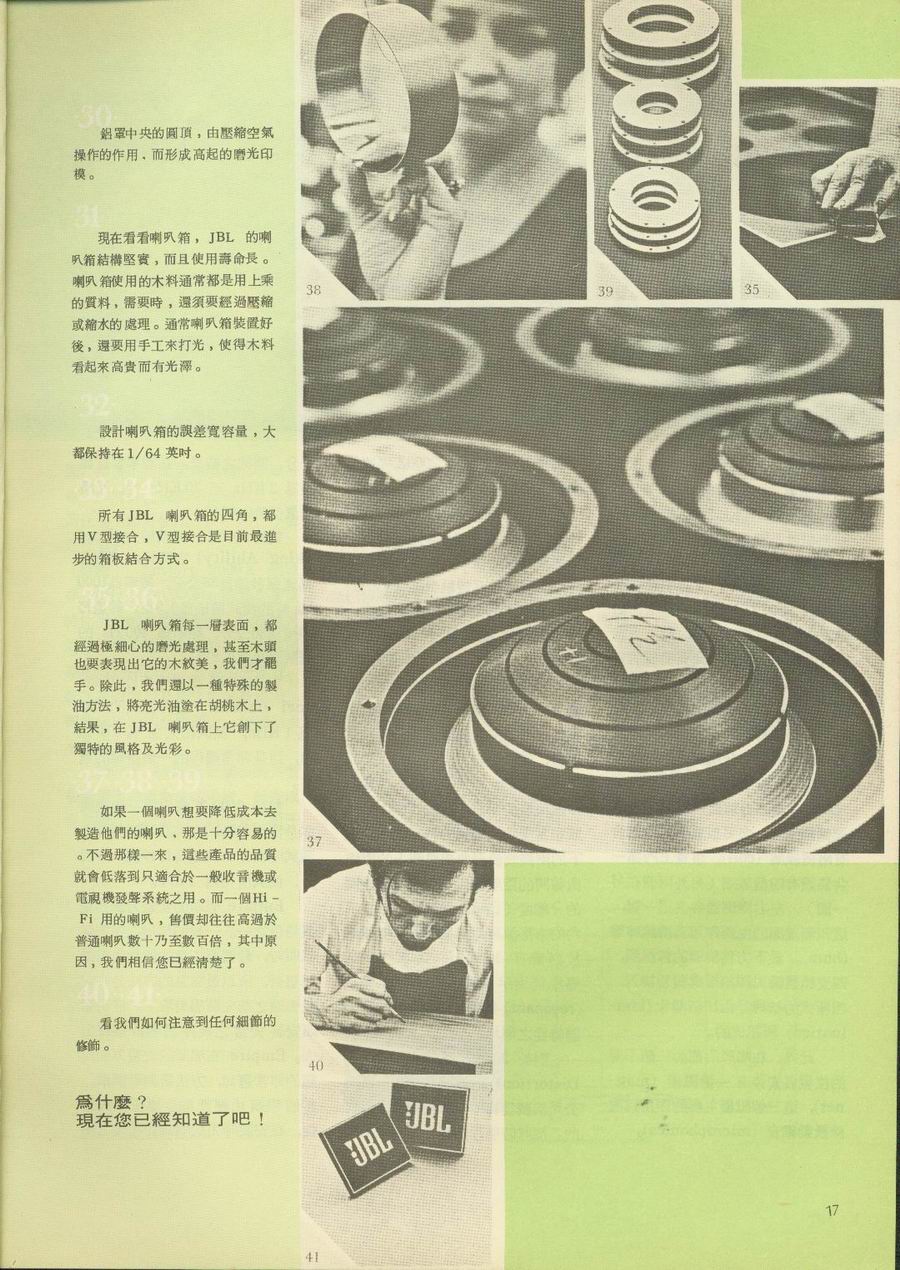 30
鋁罩中央的圓頂，由壓縮空氣
操作的作用、而形成高起的磨光印
模。
31
現在看看喇叭箱，JBL 的喇
叭箱結構堅實，而且使用壽命長。
喇叭箱使用的木料通常都是用上乘
的質料，需要時，還須要經過壓縮
或縮水的處理。通常喇叭箱裝置好
後，還要用手工來打光，使得木料
看起來高貴而有光澤。
32
設計喇叭箱的誤差寬容量，大
都保持在1/64 英吋。
33 34
所有JBL 喇叭箱的四角，都
用V型接合，V型接合是目前最進
步的箱板結合方式。
35 36
JBL 喇叭箱每一層表面，都
經過極細心的磨光處理，甚至木頭
也要表現出它的木紋美，我們才罷
手。除此，我們還以一種特殊的製
油方法，將亮光油塗在胡桃木上，
結果，在JBL 喇叭箱上它創下了
獨特的風格及光彩。
37 38 39
如果一個喇叭想要降低成本去
製造他們的喇叭、那是十分容易的
。不過那樣一來，這些產品的品質
就會低落到只適合於一般收音機或
電視機發聲系統之用。而一個Hi-
Fi 用的喇叭，售價却往往高過於
普通喇叭數十乃至數百倍，其中原
因，我們相信您已經清楚了。
40 41
看我們如何注意到任何細節的
修飾。
爲什麼？
現在您已經知道了吧！
38
39
35
37
40
JBL
JBL
41
17